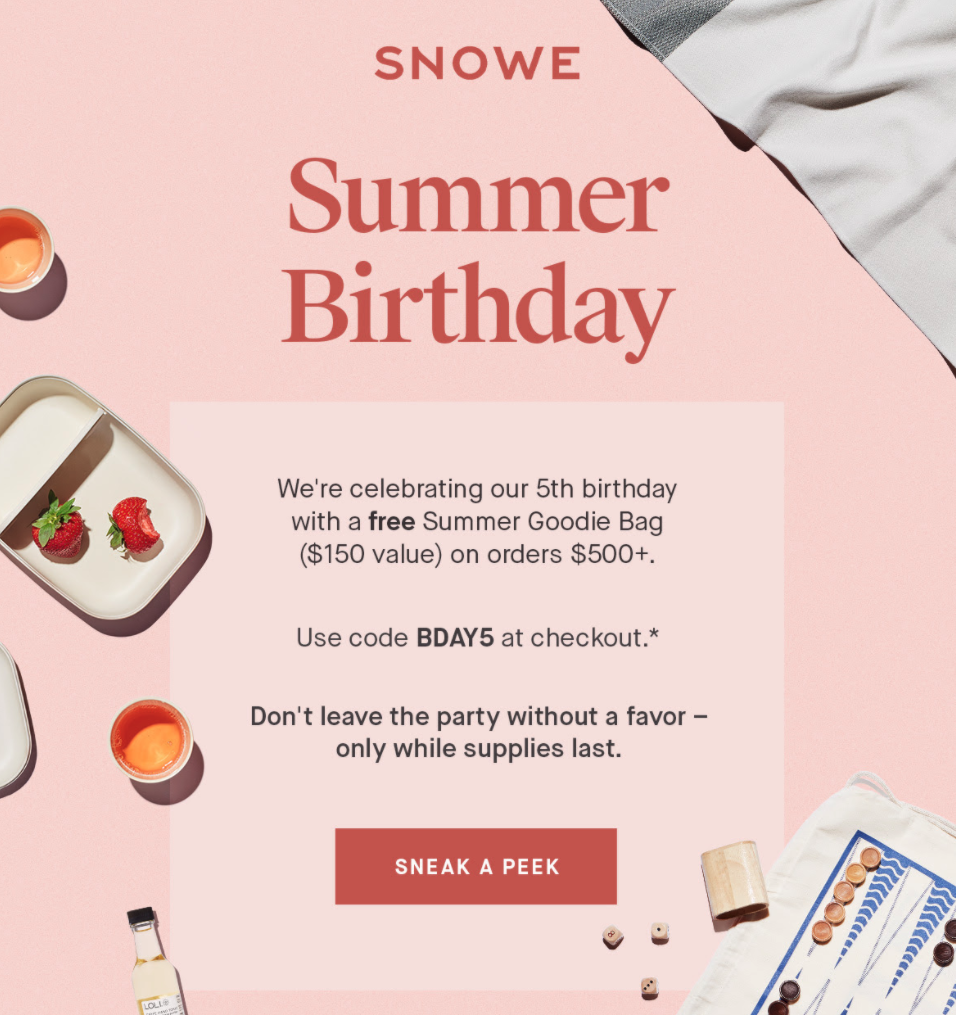 SNOWE
Summer
Birthday
We're celebrating our 5th birthday
with a free Summer Goodie Bag
($150 value) on orders $500+.
Use code BDAY5 at checkout.*
Don't leave the party without a favor –
only while supplies last.
SNEAK A PEEK
LOLI